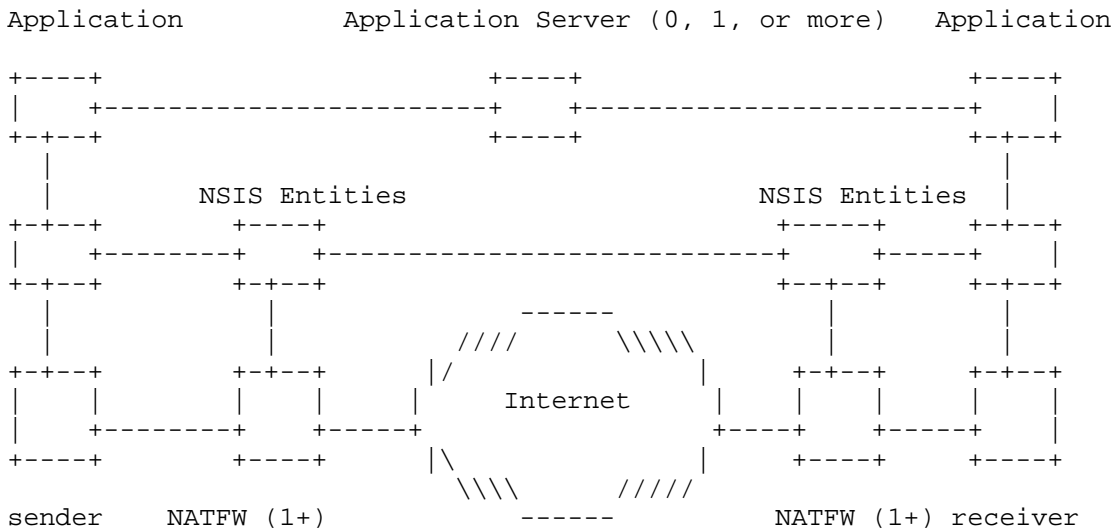 Application Application Server (0, 1, or more) Application
NSIS Entities NSIS Entities
Internet
sender NATFW (1+) NATFW (1+) receiver